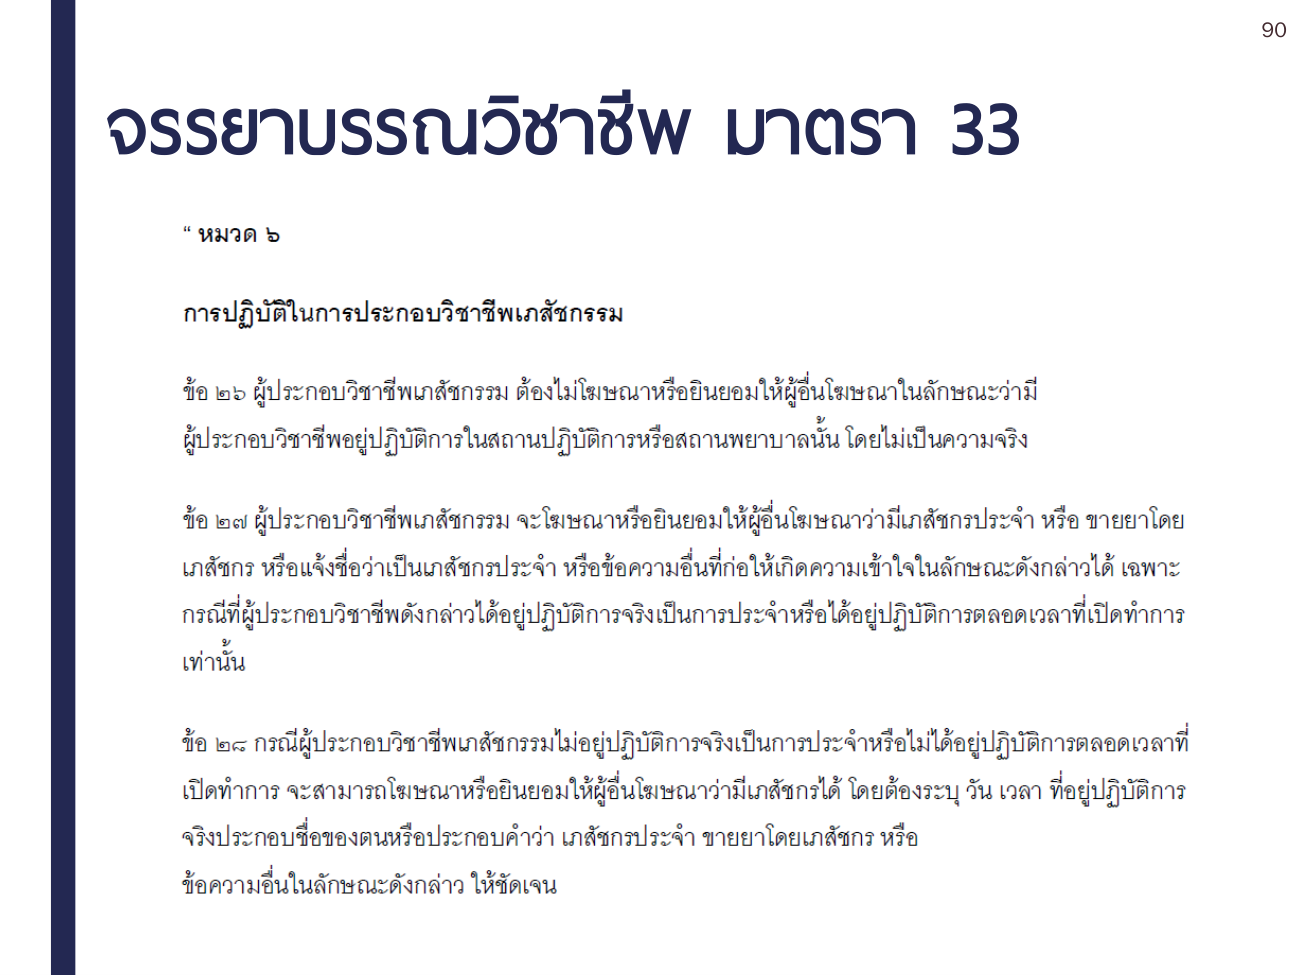 90
จรรยาบรรณวิชาชีพ มาตรา 33
“ หมวด ๖
การปฏิบัติในการประกอบวิชาชีพเภสัชกรรม
ข้อ ๒๖ ผู้ประกอบวิชาชีพเภสัชกรรม ต้องไม่โฆษณาหรือยินยอมให้ผู้อื่นโฆษณาในลักษณะว่ามี
ผู้ประกอบวิชาชีพอยู่ปฏิบัติการในสถานปฏิบัติการหรือสถานพยาบาลนั้น โดยไม่เป็นความจริง
ข้อ ๒๗ ผู้ประกอบวิชาชีพเภสัชกรรม จะโฆษณาหรือยินยอมให้ผู้อื่นโฆษณาว่ามีเภสัชกรประจำ หรือ ขายยาโดย
เภสัชกร หรือแจ้งชื่อว่าเป็นเภสัชกรประจำ หรือข้อความอื่นที่ก่อให้เกิดความเข้าใจในลักษณะดังกล่าวได้ เฉพาะ
กรณีที่ผู้ประกอบวิชาชีพดังกล่าวได้อยู่ปฏิบัติการจริงเป็นการประจำหรือได้อยู่ปฏิบัติการตลอดเวลาที่เปิดทำการ
เท่านั้น
ข้อ ๒๘ กรณีผู้ประกอบวิชาชีพเภสัชกรรมไม่อยู่ปฏิบัติการจริงเป็นการประจำหรือไม่ได้อยู่ปฏิบัติการตลอดเวลาที่
เปิดทำการ จะสามารถโฆษณาหรือยินยอมให้ผู้อื่นโฆษณาว่ามีเภสัชกรได้ โดยต้องระบุ วัน เวลา ที่อยู่ปฏิบัติการ
จริงประกอบชื่อของตนหรือประกอบคำว่า เภสัชกรประจำ ขายยาโดยเภสัชกร หรือ
ข้อความอื่นในลักษณะดังกล่าว ให้ชัดเจน